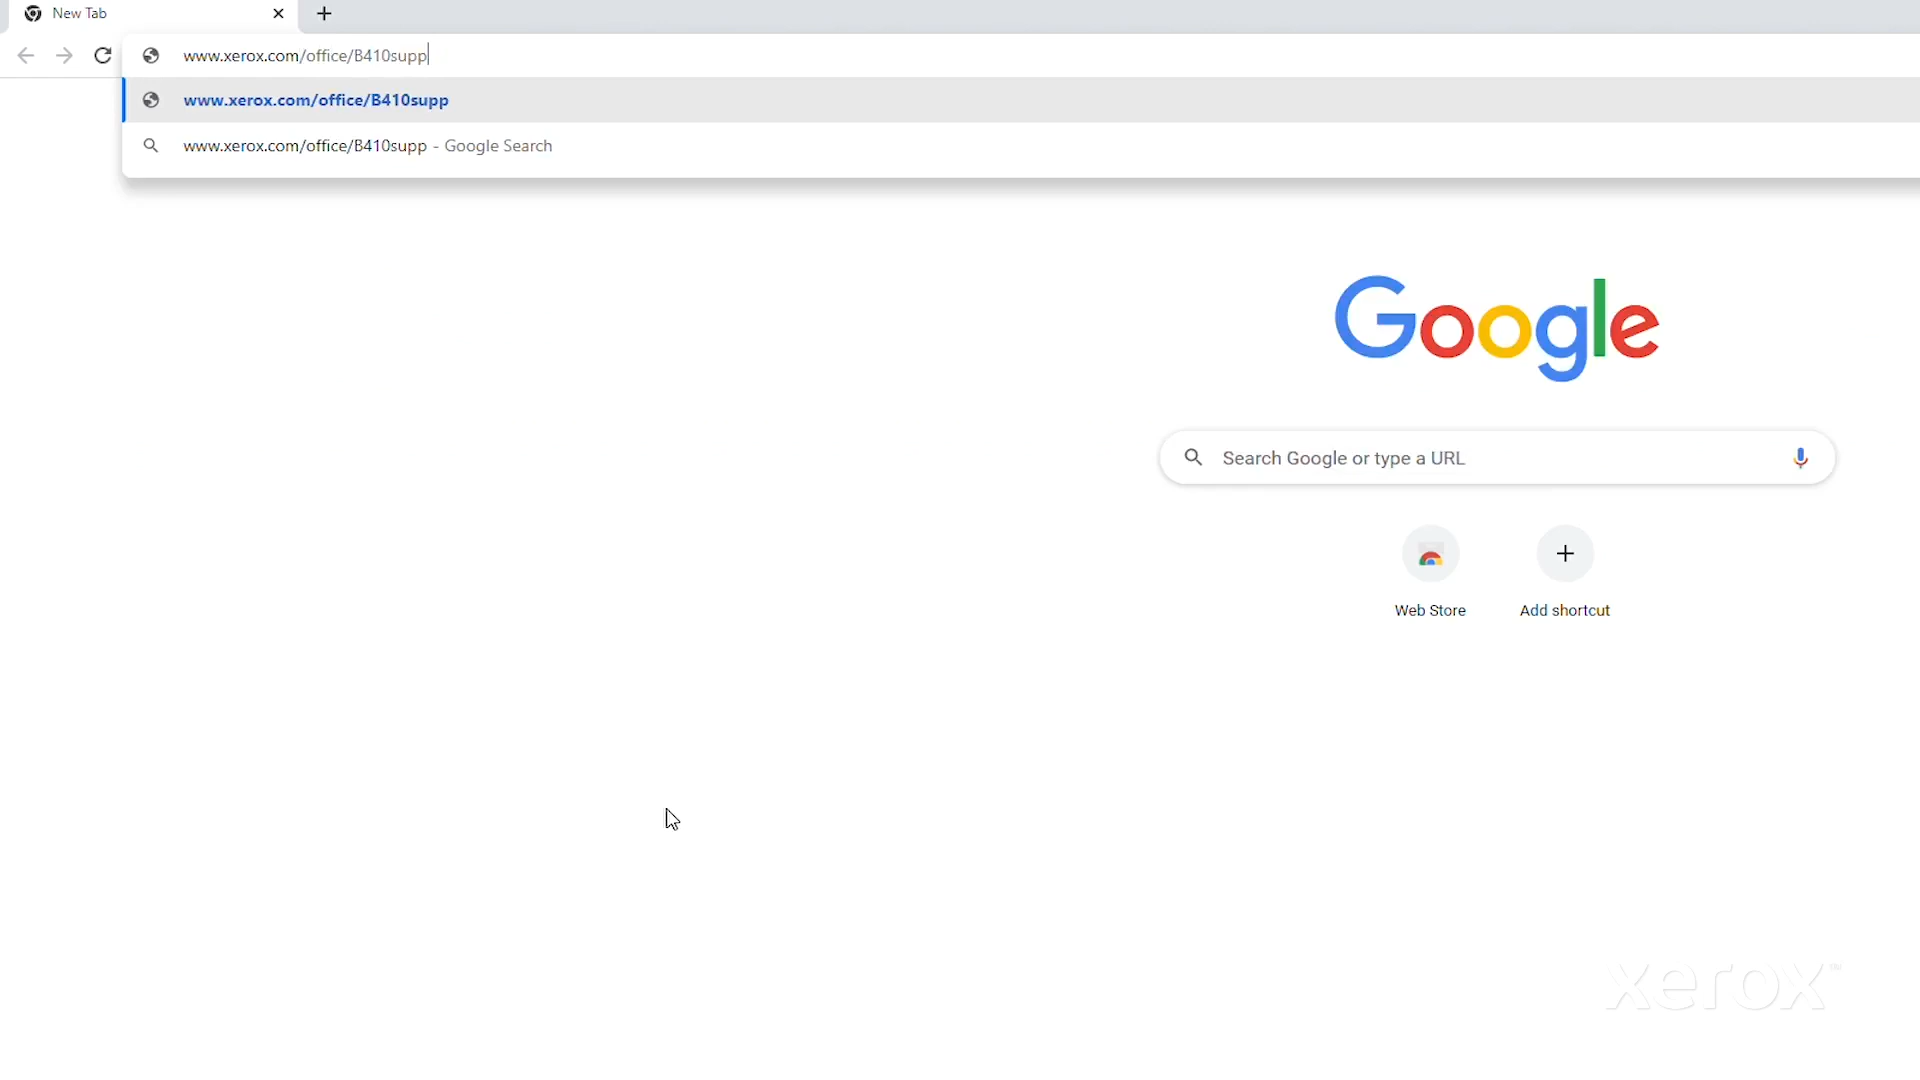 New Tab
www.xerox.com/office/B410supp
www.xerox.com/office/B410supp
www.xerox.com/office/B410supp - Google Search
Google
Search Google or type a URL
Web Store
Add shortcut
xerox™